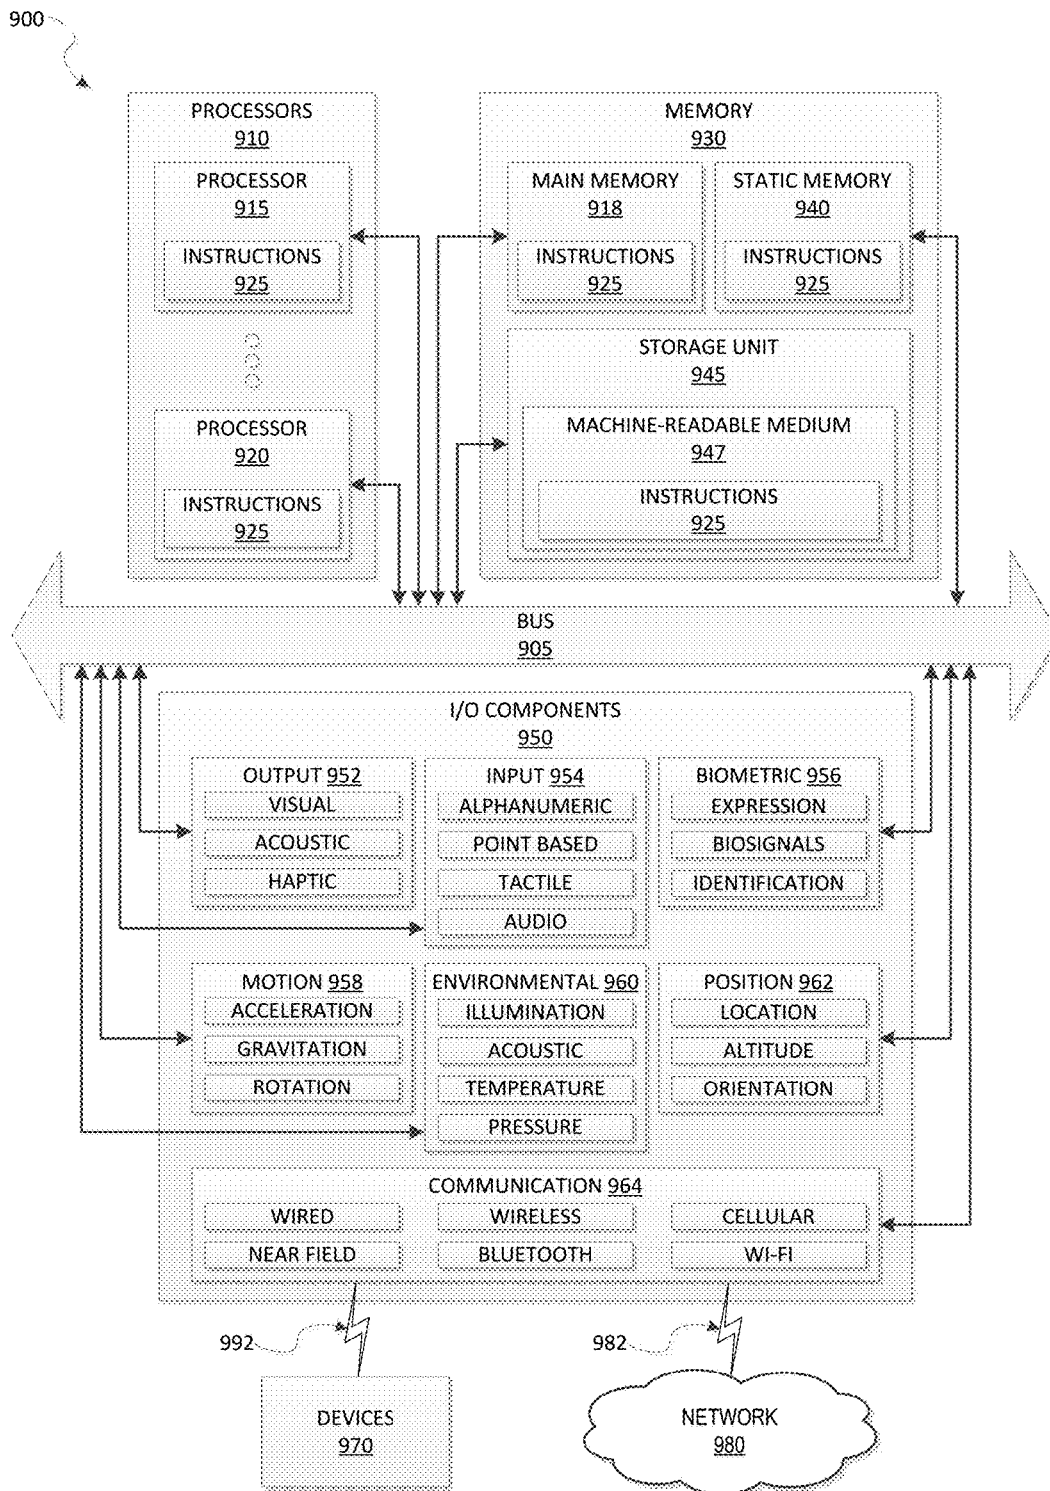 900
PROCESSORS
910
PROCESSOR
915
INSTRUCTIONS
925
PROCESSOR
920
INSTRUCTIONS
925
MEMORY
930
MAIN MEMORY
918
INSTRUCTIONS
925
STATIC MEMORY
940
INSTRUCTIONS
925
STORAGE UNIT
945
MACHINE-READABLE MEDIUM
947
INSTRUCTIONS
925
BUS
905
I/O COMPONENTS
950
OUTPUT 952
VISUAL
ACOUSTIC
HAPTIC
INPUT 954
ALPHANUMERIC
POINT BASED
TACTILE
AUDIO
BIOMETRIC 956
EXPRESSION
BIOSIGNALS
IDENTIFICATION
MOTION 958
ACCELERATION
GRAVITATION
ROTATION
ENVIRONMENTAL 960
ILLUMINATION
ACOUSTIC
TEMPERATURE
PRESSURE
POSITION 962
LOCATION
ALTITUDE
ORIENTATION
COMMUNICATION 964
WIRED
WIRELESS
CELLULAR
NEAR FIELD
BLUETOOTH
WI-FI
992
982
DEVICES
970
NETWORK
980